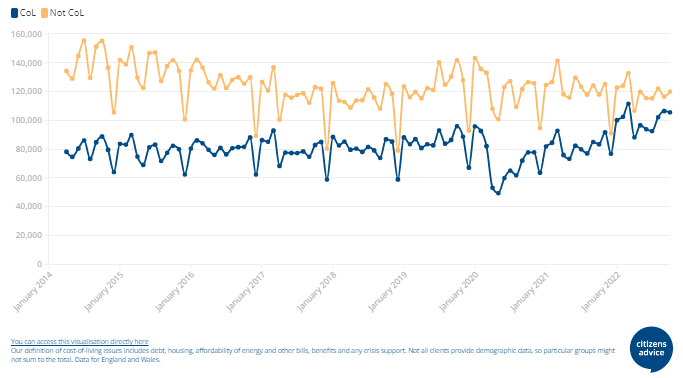 CoL Not CoL
160,000
140,000
120,000
100,000
80,000
60,000
40,000
20,000
0
January 2014
January 2015
January 2016
January 2017
January 2018
January 2019
January 2020
January 2021
January 2022
You can access this visualisation directly here
Our definition of cost-of-living issues includes debt, housing, affordability of energy and other bills, benefits and any crisis support. Not all clients provide demographic data, so particular groups might
not sum to the total. Data for England and Wales.
citizens
advice